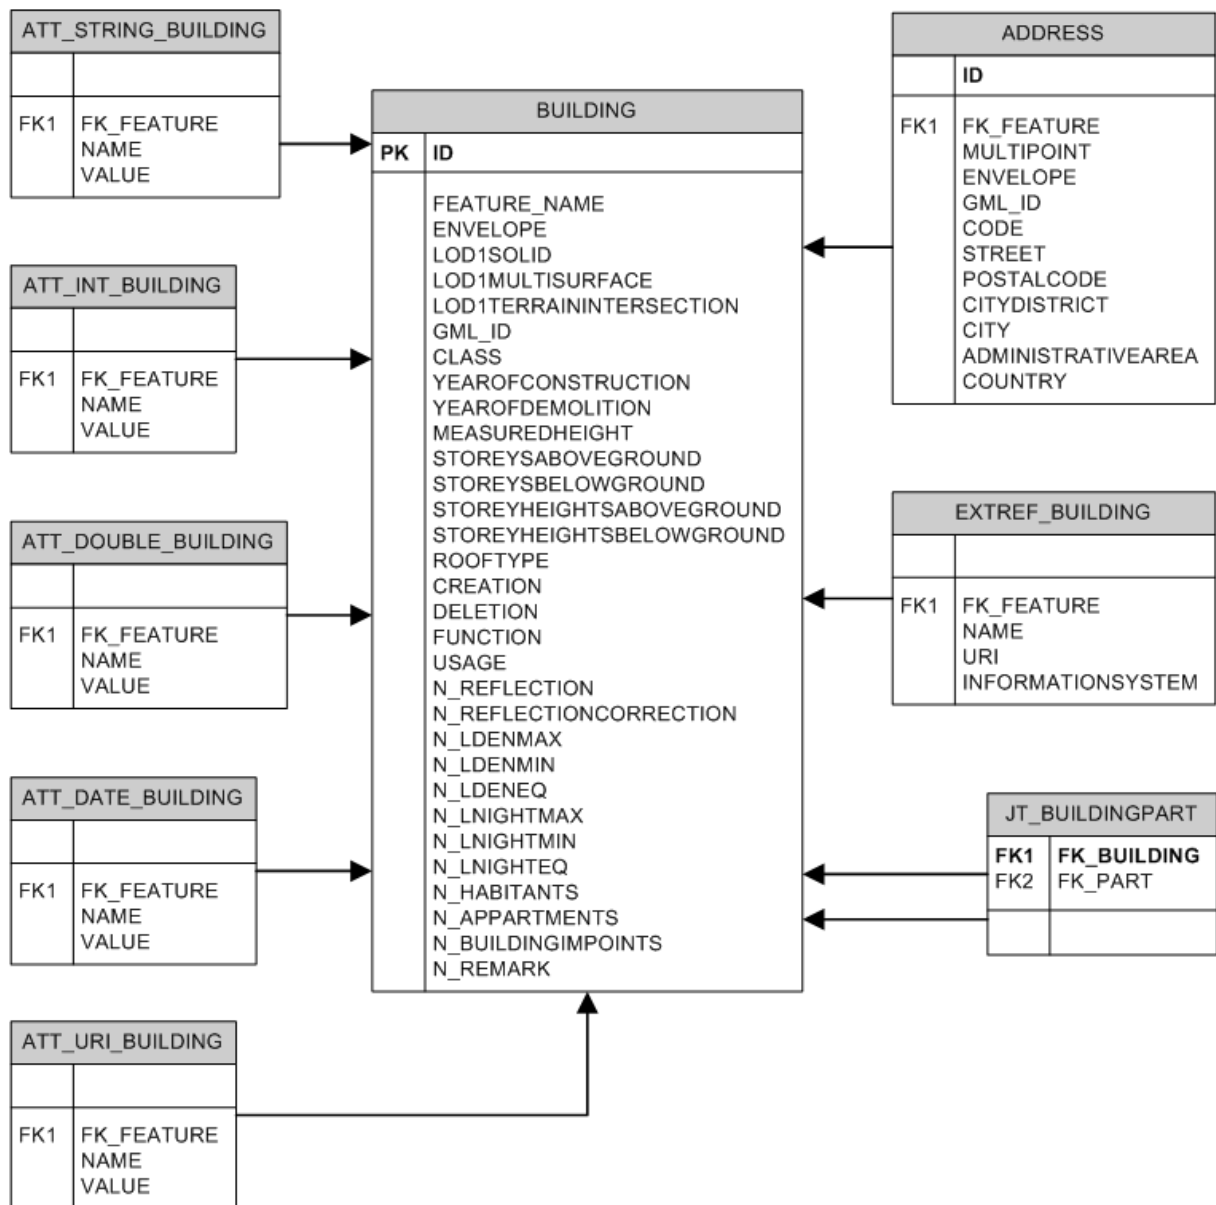 ATT_STRING_BUILDING
FK1 FK_FEATURE
NAME
VALUE
ATT_INT_BUILDING
FK1 FK_FEATURE
NAME
VALUE
ATT_DOUBLE_BUILDING
FK1 FK_FEATURE
NAME
VALUE
ATT_DATE_BUILDING
FK1 FK_FEATURE
NAME
VALUE
ATT_URI_BUILDING
FK1 FK_FEATURE
NAME
VALUE
BUILDING
PK ID
FEATURE_NAME
ENVELOPE
LOD1SOLID
LOD1MULTISURFACE
LOD1TERRAININTERSECTION
GML_ID
CLASS
YEAROFCONSTRUCTION
YEAROFDEMOLITION
MEASUREDHEIGHT
STOREYSABOVEGROUND
STOREYSBELOWGROUND
STOREYHEIGHTSABOVEGROUND
STOREYHEIGHTSBELOWGROUND
ROOFTYPE
CREATION
DELETION
FUNCTION
USAGE
N_REFLECTION
N_REFLECTIONCORRECTION
N_LDENMAX
N_LDENMIN
N_LDENEQ
N_LNIGHTMAX
N_LNIGHTMIN
N_LNIGHTEQ
N_HABITANTS
N_APPARTMENTS
N_BUILDINGIMPOINTS
N_REMARK
ADDRESS
ID
FK1 FK_FEATURE
MULTIPOINT
ENVELOPE
GML_ID
CODE
STREET
POSTALCODE
CITYDISTRICT
CITY
ADMINISTRATIVEAREA
COUNTRY
EXTREF_BUILDING
FK1 FK_FEATURE
NAME
URI
INFORMATIONSYSTEM
JT_BUILDINGPART
FK1 FK_BUILDING
FK2 FK_PART